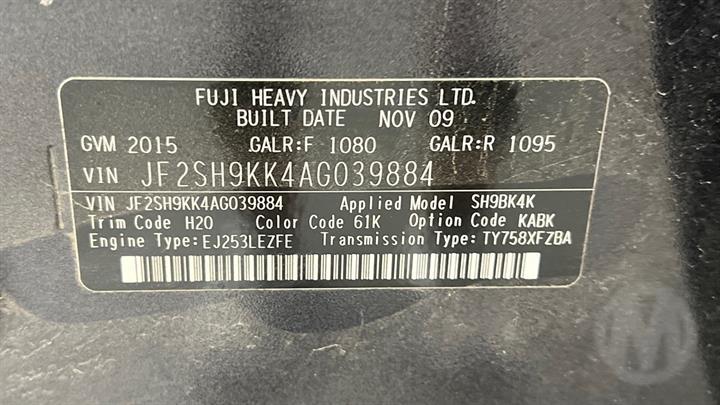 FUJI HEAVY INDUSTRIES LTD.
BUILT DATE NOV 09
GVM 2015 GALR:F 1080 GALR:R 1095
VIN JF2SH9KK4AG039884
VIN JF2SH9KK4AG039884 Applied Model SH9BK4K
Trim Code H20 Color Code 61K Option Code KABK
Engine Type:EJ253LEZFE Transmission Type:TY758XFZBA
M